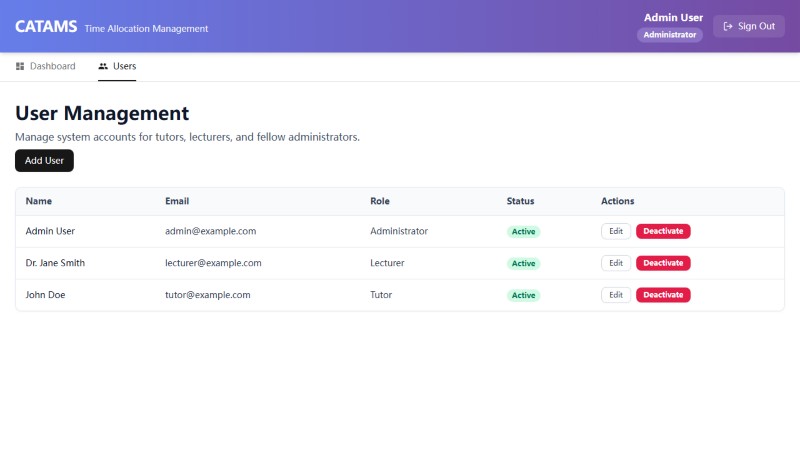 CATAMS Time Allocation Management
Admin User
Administrator
Sign Out
Dashboard Users
User Management
Manage system accounts for tutors, lecturers, and fellow administrators.
Add User
Name Email Role Status Actions
Admin User admin@example.com Administrator Active Edit Deactivate
Dr. Jane Smith lecturer@example.com Lecturer Active Edit Deactivate
John Doe tutor@example.com Tutor Active Edit Deactivate